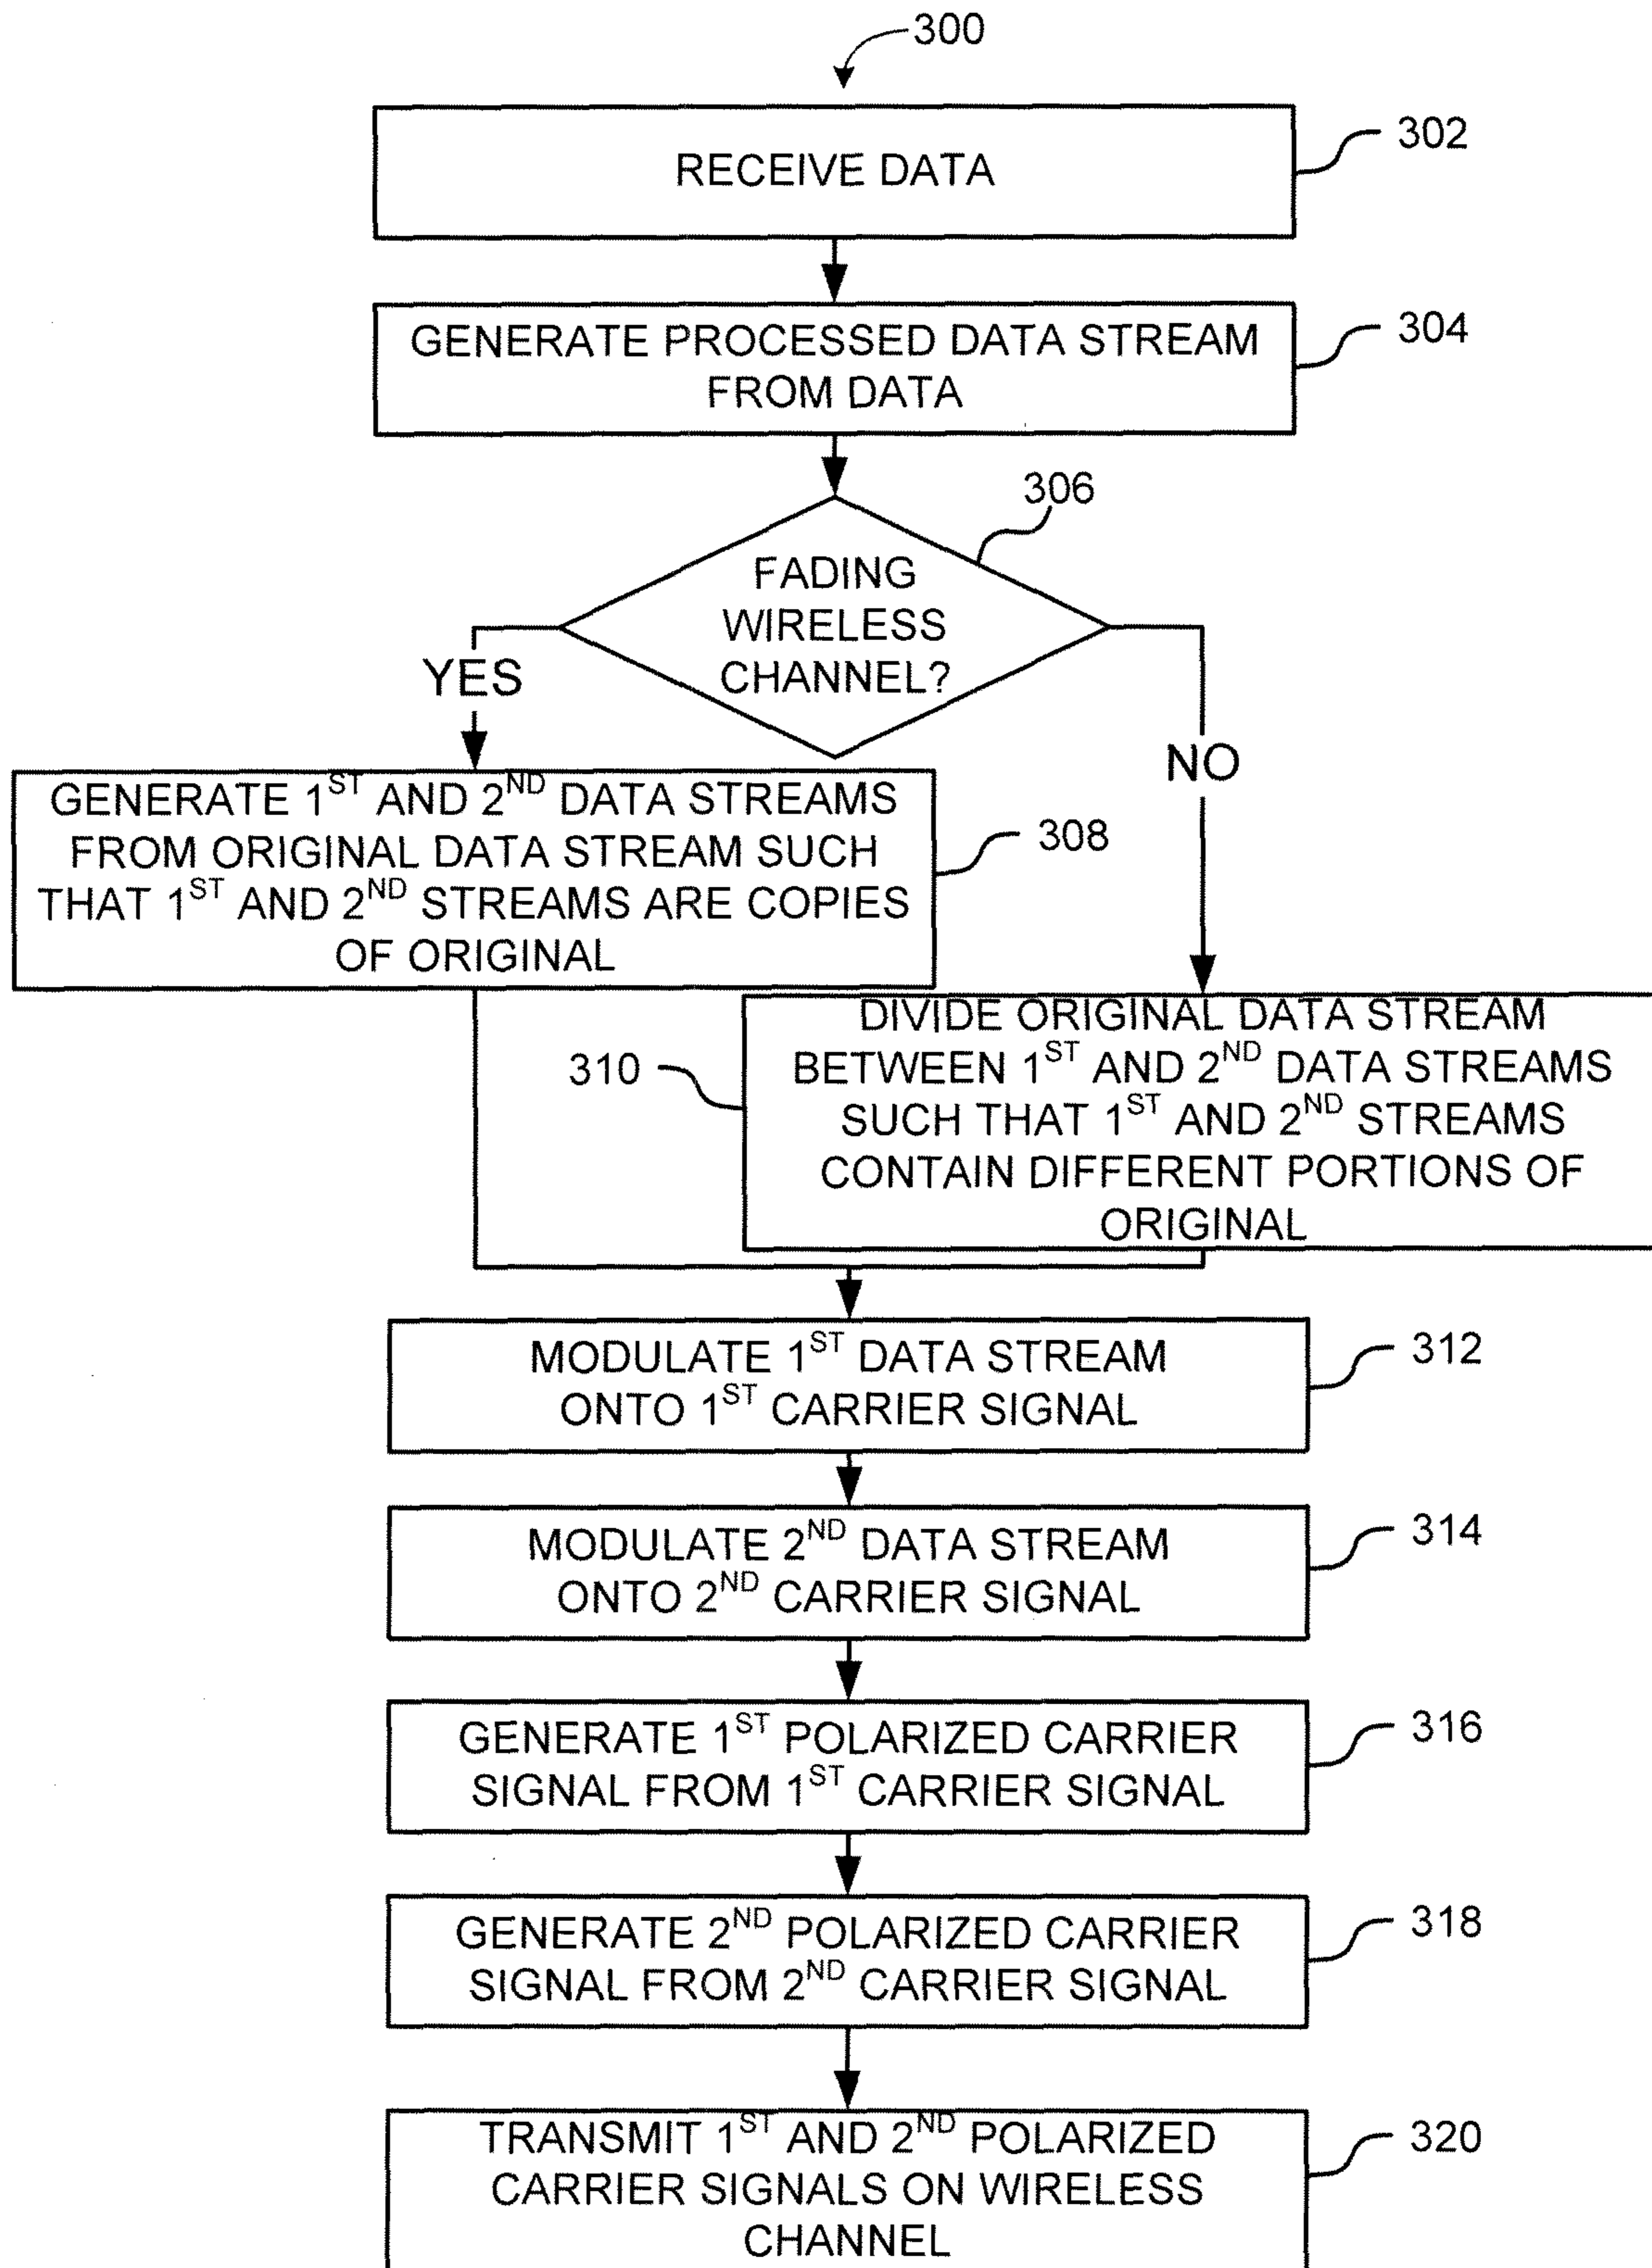 300
RECEIVE DATA
302
GENERATE PROCESSED DATA STREAM
FROM DATA
304
306
FADING
WIRELESS
CHANNEL?
YES
NO
GENERATE 1ST AND 2ND DATA STREAMS
FROM ORIGINAL DATA STREAM SUCH
THAT 1ST AND 2ND STREAMS ARE COPIES
OF ORIGINAL
308
310
DIVIDE ORIGINAL DATA STREAM
BETWEEN 1ST AND 2ND DATA STREAMS
SUCH THAT 1ST AND 2ND STREAMS
CONTAIN DIFFERENT PORTIONS OF
ORIGINAL
MODULATE 1ST DATA STREAM
ONTO 1ST CARRIER SIGNAL
312
MODULATE 2ND DATA STREAM
ONTO 2ND CARRIER SIGNAL
314
GENERATE 1ST POLARIZED CARRIER
SIGNAL FROM 1ST CARRIER SIGNAL
316
GENERATE 2ND POLARIZED CARRIER
SIGNAL FROM 2ND CARRIER SIGNAL
318
TRANSMIT 1ST AND 2ND POLARIZED
CARRIER SIGNALS ON WIRELESS
CHANNEL
320